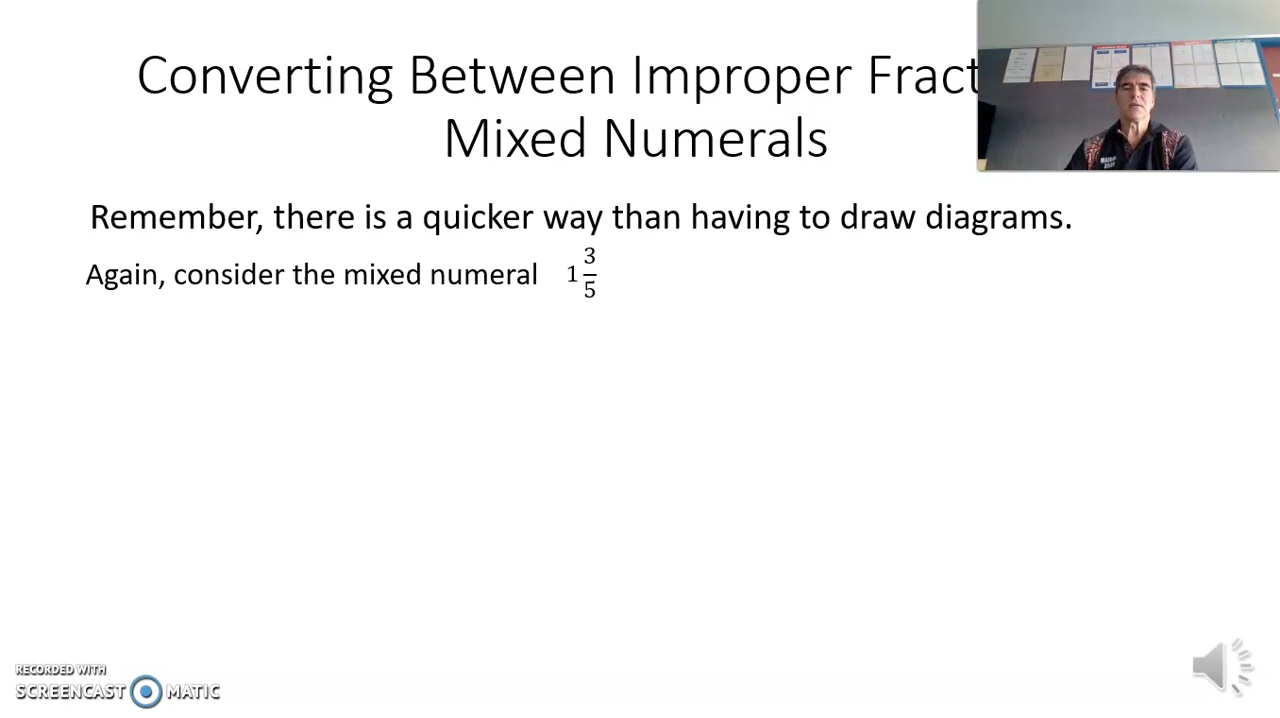 Converting Between Improper Fract
Mixed Numerals
Remember, there is a quicker way than having to draw diagrams.
Again, consider the mixed numeral 1 3/5
RECORDED WITH
SCREENCAST MATIC